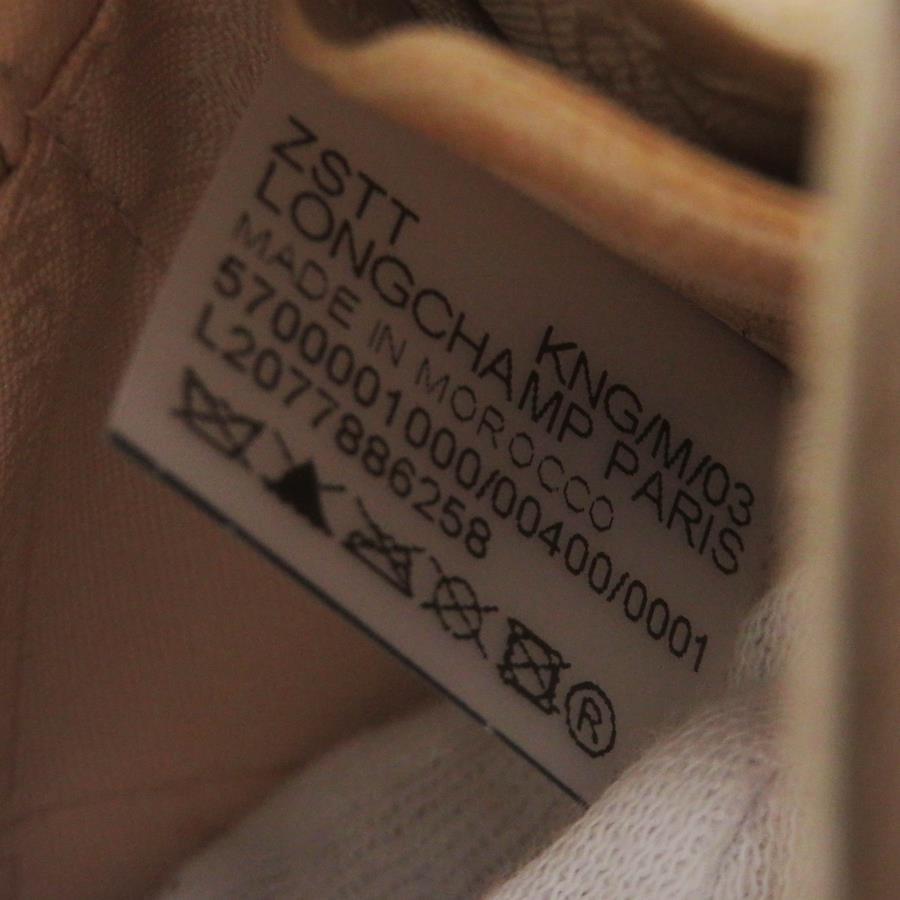 ZSTT KNG/M/03
LONGCHAMP PARIS
MADE IN MOROCCO
5700001000/00400/0001
L2077886258
®